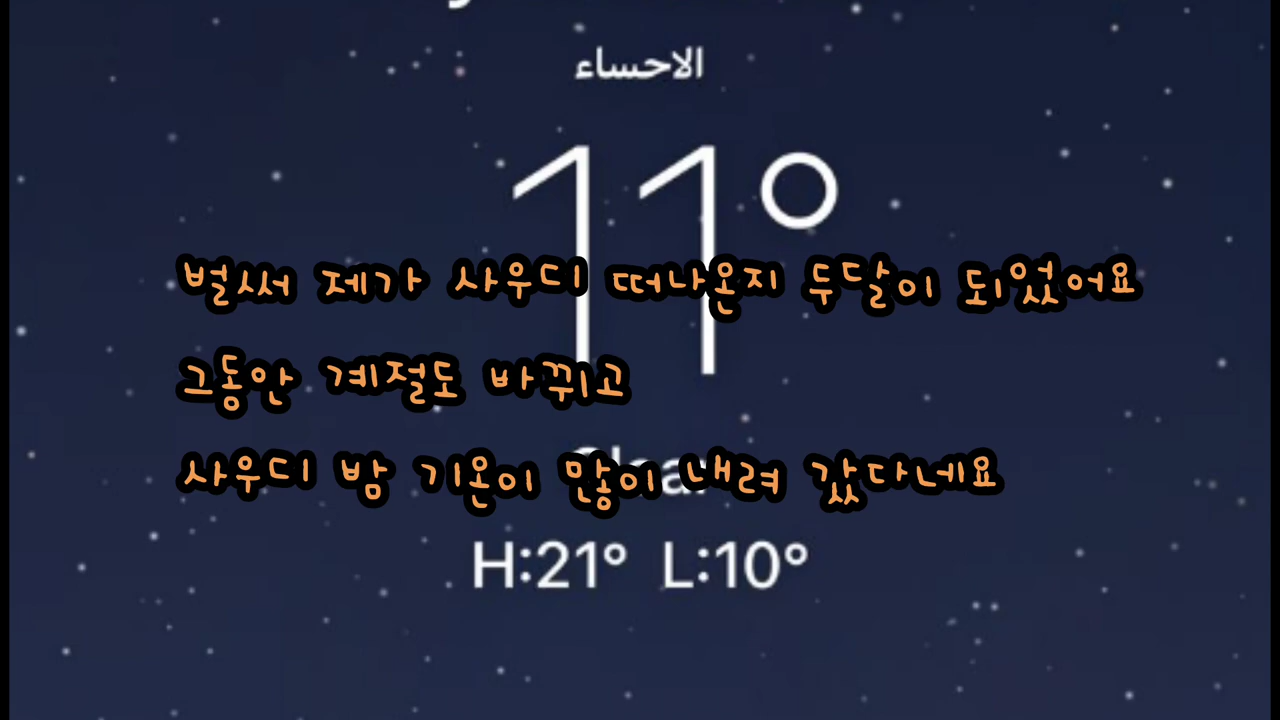 الاحساء
11°
벌써 제가 사우디 떠나온지 두달이 되었어요
그동안 계절도 바뀌고
사우디 밤 기온이 많이 내려 갔다네요
H:21° L:10°